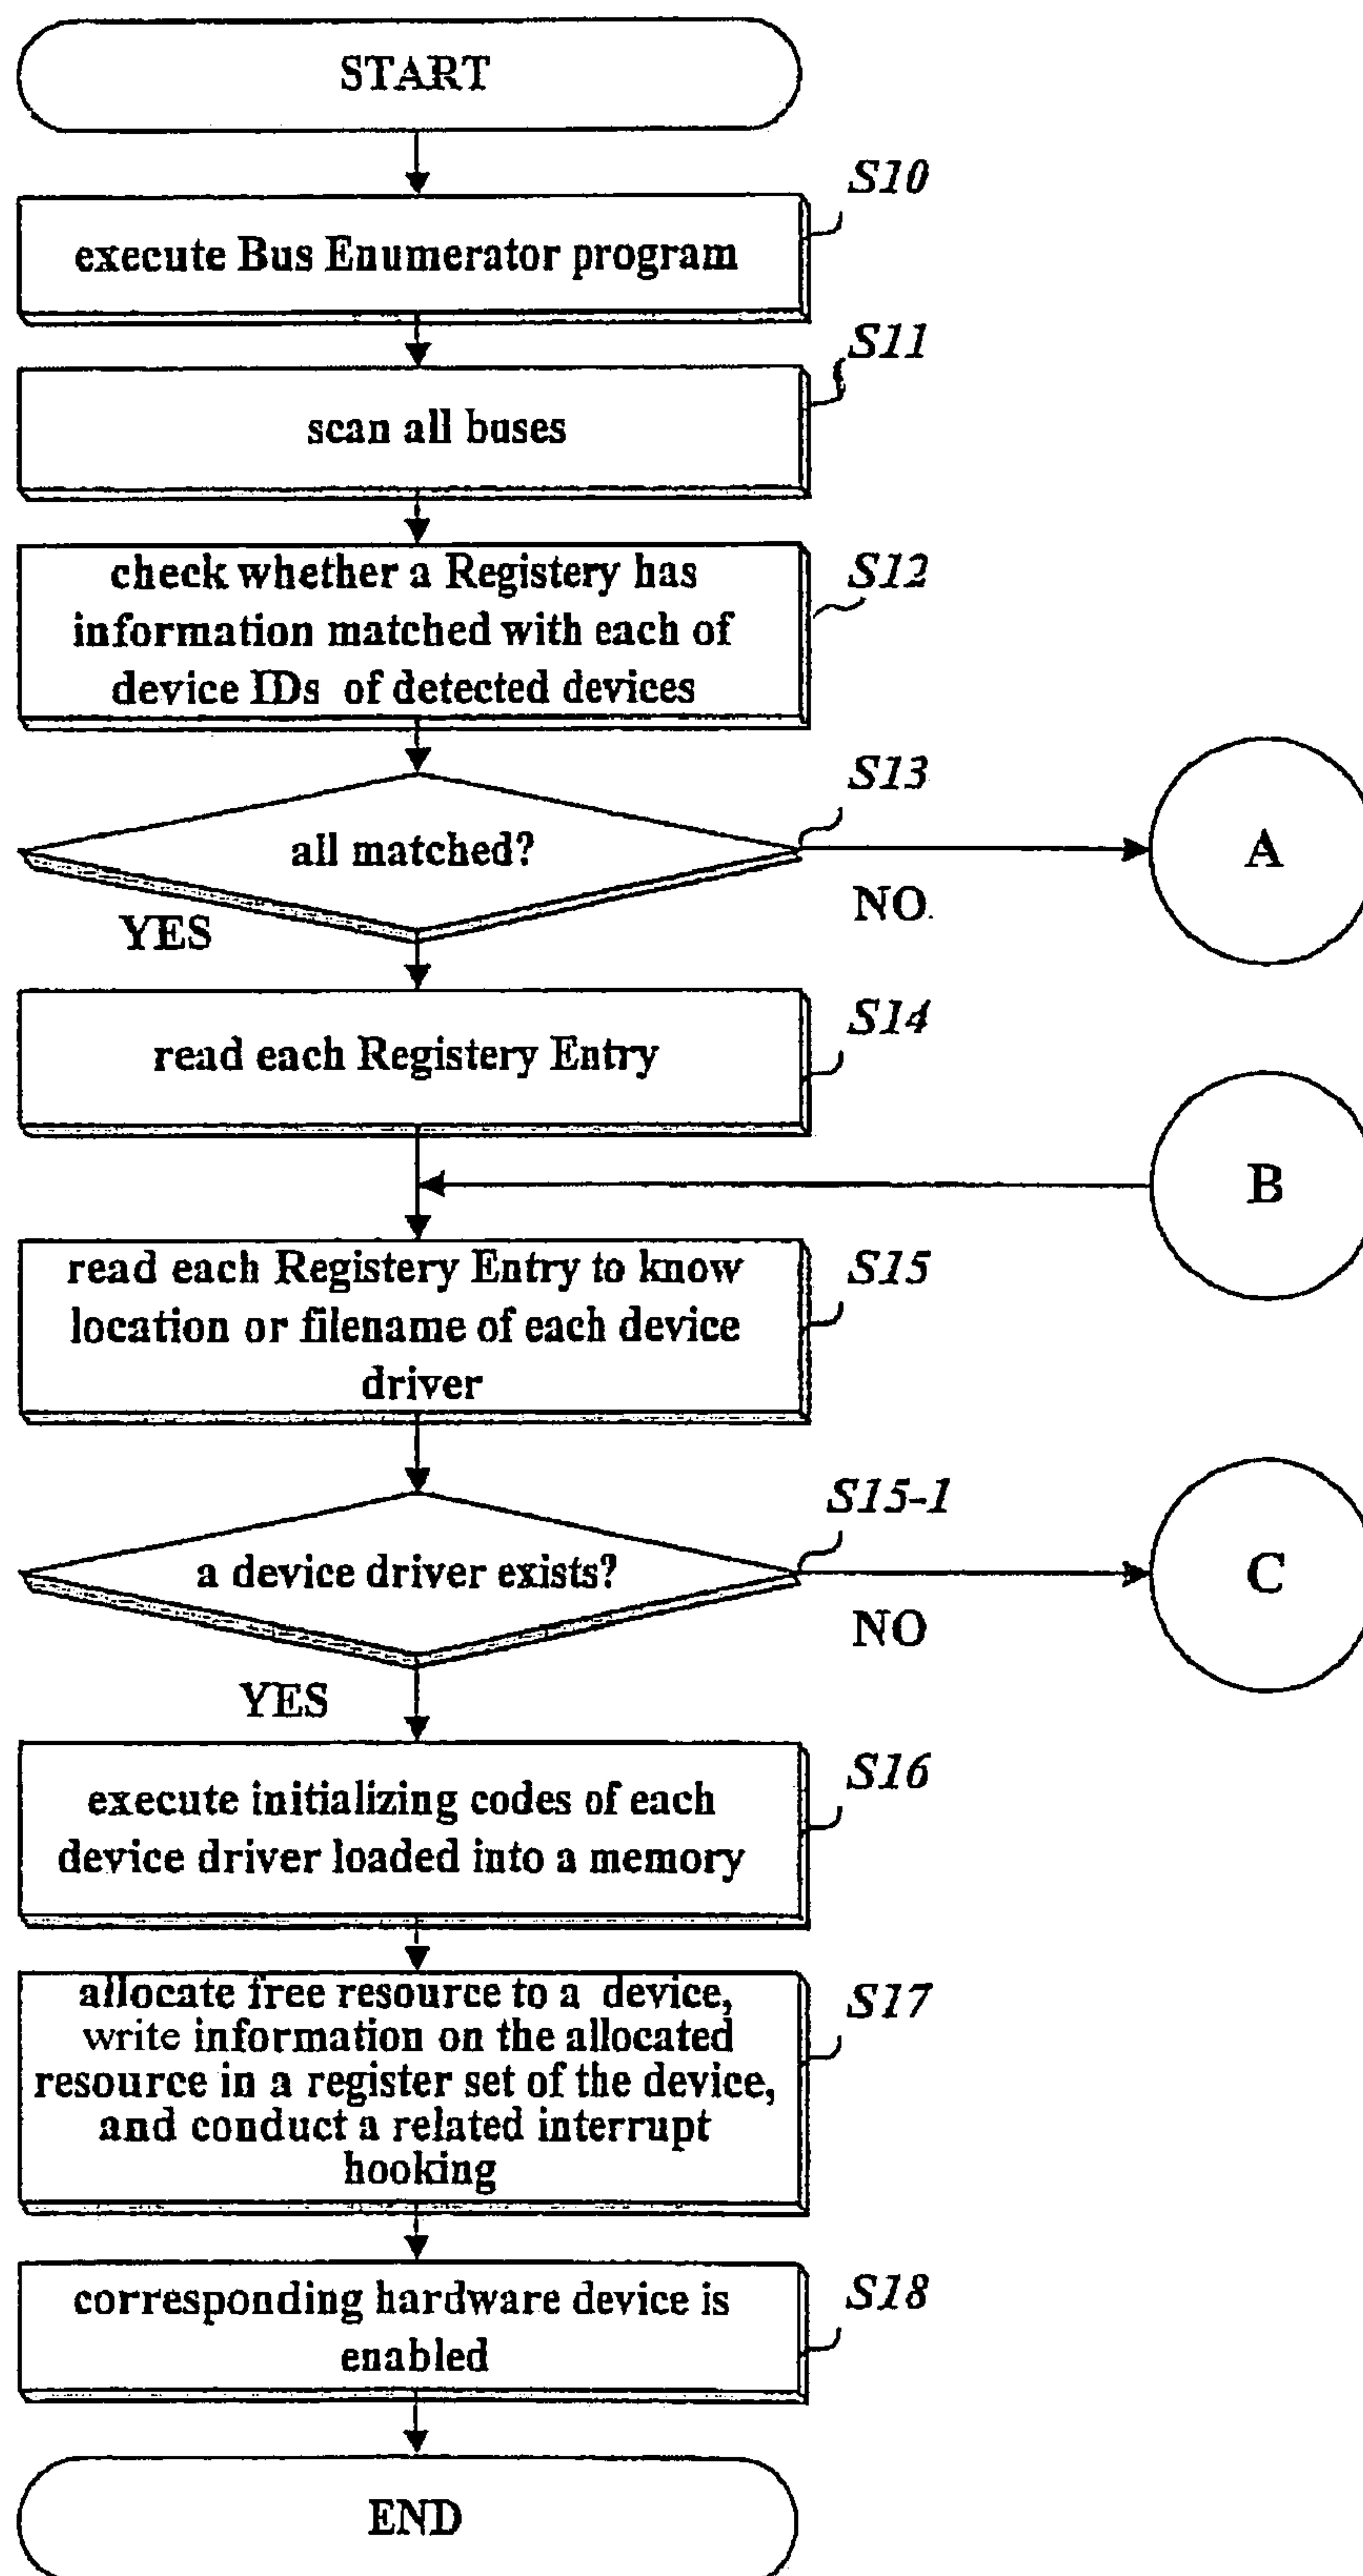 START
S10
execute Bus Enumerator program
S11
scan all buses
S12
check whether a Registery has
information matched with each of
device IDs of detected devices
S13
all matched?
A
NO
YES
S14
read each Registery Entry
B
S15
read each Registery Entry to know
location or filename of each device
driver
S15-1
a device driver exists?
C
NO
YES
S16
execute initializing codes of each
device driver loaded into a memory
S17
allocate free resource to a device,
write information on the allocated
resource in a register set of the device,
and conduct a related interrupt
hooking
S18
corresponding hardware device is
enabled
END